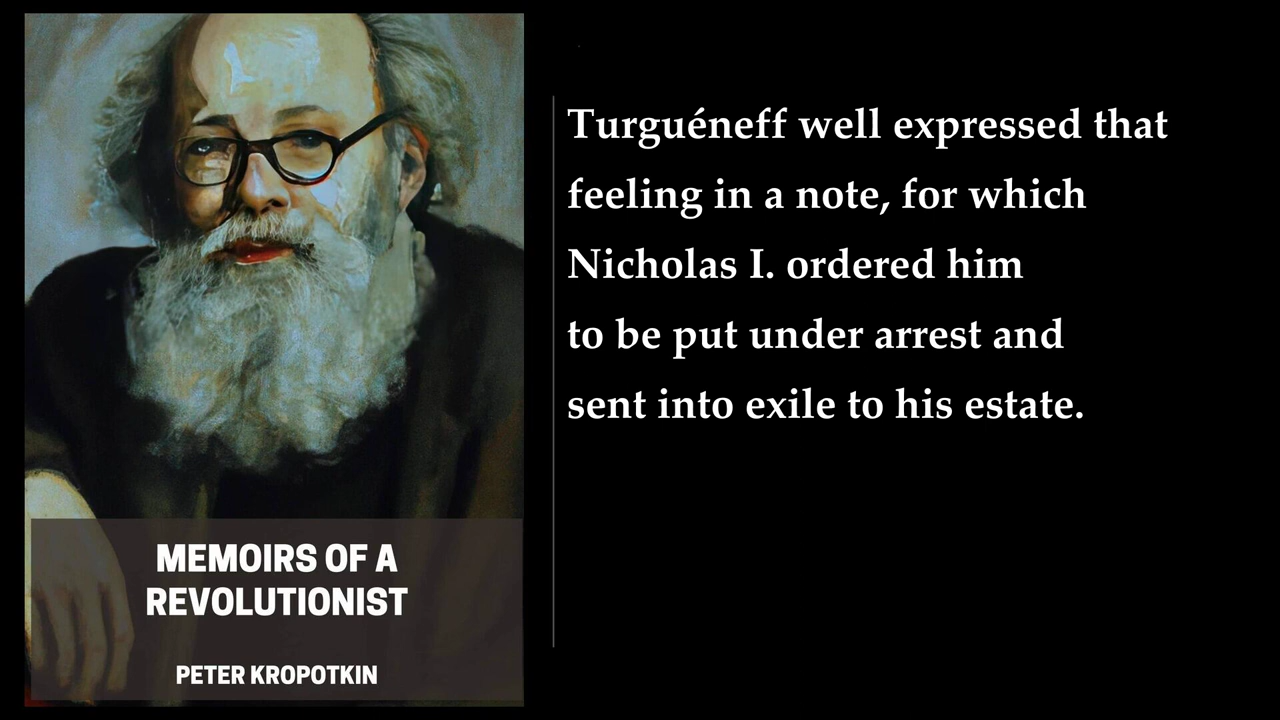 MEMOIRS OF A
REVOLUTIONIST
PETER KROPOTKIN
Turguéneff well expressed that
feeling in a note, for which
Nicholas I. ordered him
to be put under arrest and
sent into exile to his estate.